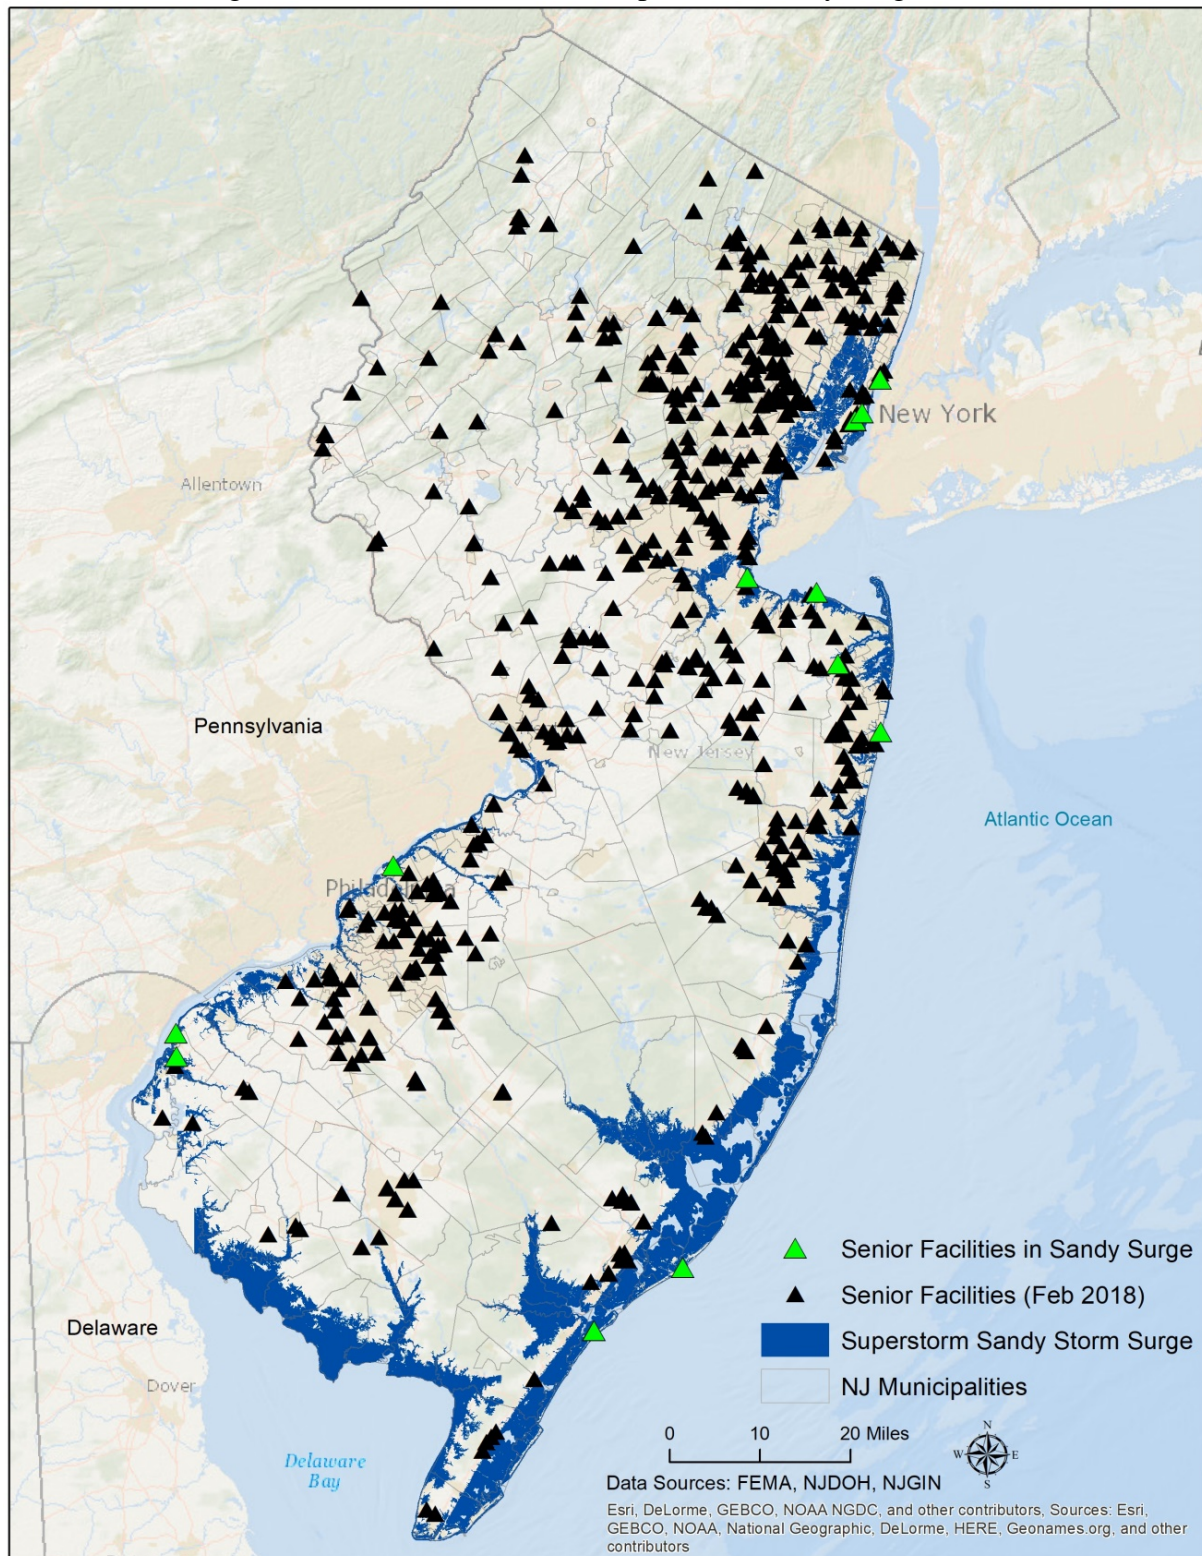 New York
Allentown
Pennsylvania
New Jersey
Atlantic Ocean
Philadelphia
Senior Facilities in Sandy Surge
Senior Facilities (Feb 2018)
Superstorm Sandy Storm Surge
Delaware
NJ Municipalities
Dover
0 10 20 Miles
N
W E
S
Delaware
Bay
Data Sources: FEMA, NJDOH, NJGIN
Esri, DeLorme, GEBCO, NOAA NGDC, and other contributors, Sources: Esri,
GEBCO, NOAA, National Geographic, DeLorme, HERE, Geonames.org, and other
contributors